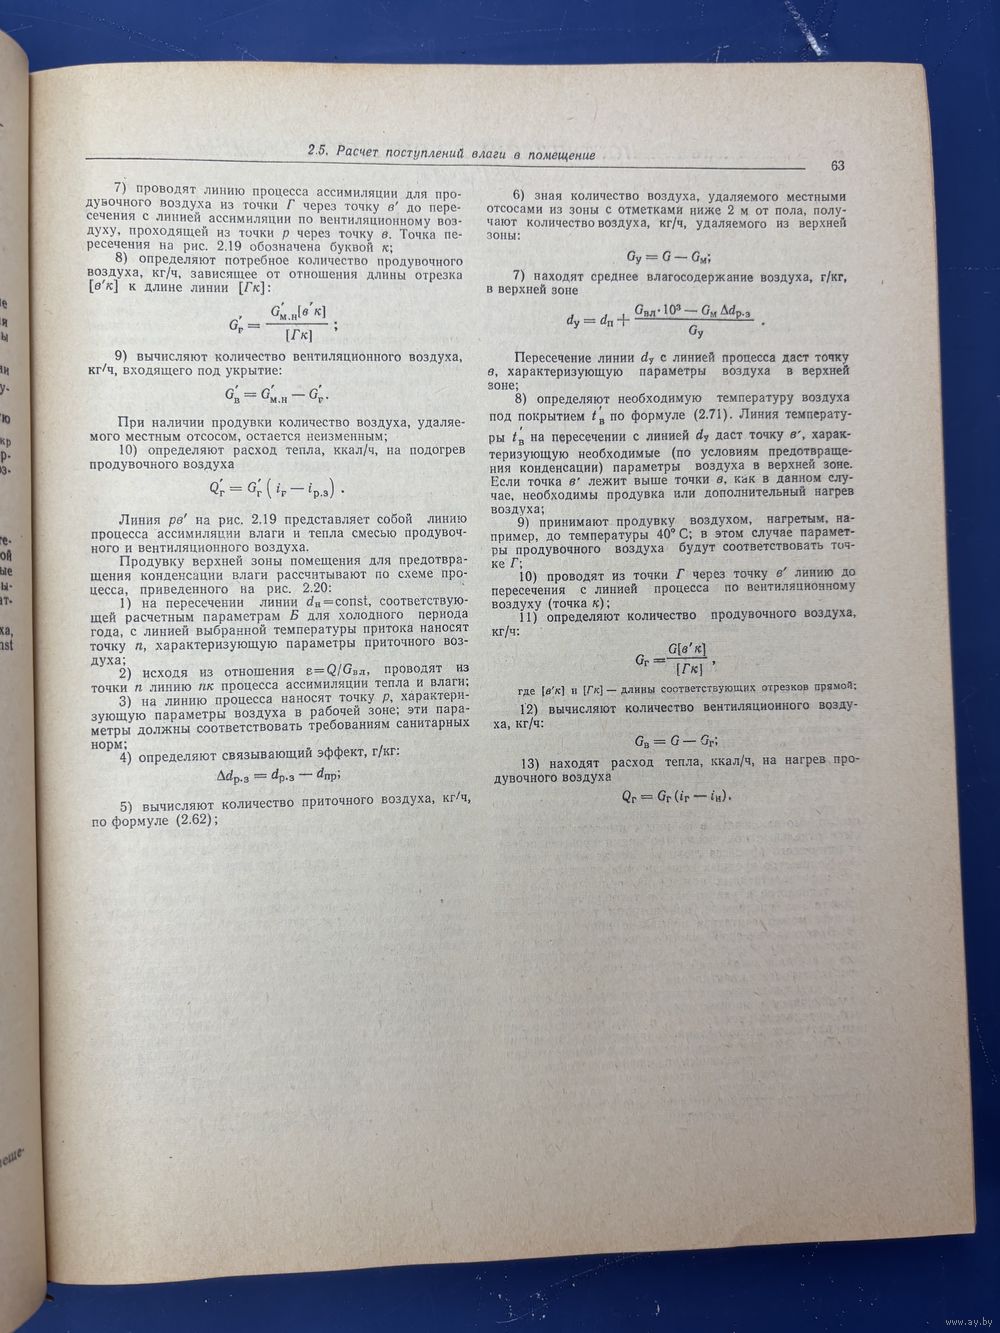 2.5. Расчет поступлений влаги в помещение
63
7) проводят линию процесса ассимиляции для про-
дувочного воздуха из точки Г через точку в′ до пере-
сечения с линией ассимиляции по вентиляционному воз-
духу, проходящей из точки р через точку в. Точка пе-
ресечения на рис. 2.19 обозначена буквой к;
8) определяют потребное количество продувочного
воздуха, кг/ч, зависящее от отношения длины отрезка
[в′к] к длине линии [Гк]:
G′г = G′м.н[в′к] / [Гк] ;
9) вычисляют количество вентиляционного воздуха,
кг/ч, входящего под укрытие:
G′в = G′м.н — G′г.
При наличии продувки количество воздуха, удаляе-
мого местным отсосом, остается неизменным;
10) определяют расход тепла, ккал/ч, на подогрев
продувочного воздуха
Q′г = G′г (iг — iр.з) .
Линия рв′ на рис. 2.19 представляет собой линию
процесса ассимиляции влаги и тепла смесью продувоч-
ного и вентиляционного воздуха.
Продувку верхней зоны помещения для предотвра-
щения конденсации влаги рассчитывают по схеме про-
цесса, приведенного на рис. 2.20:
1) на пересечении линии dн=const, соответствую-
щей расчетным параметрам Б для холодного периода
года, с линией выбранной температуры притока наносят
точку п, характеризующую параметры приточного воз-
духа;
2) исходя из отношения ε=Q/Gвл, проводят из
точки п линию пк процесса ассимиляции тепла и влаги;
3) на линию процесса наносят точку р, характери-
зующую параметры воздуха в рабочей зоне; эти пара-
метры должны соответствовать требованиям санитарных
норм;
4) определяют связывающий эффект, г/кг:
Δdр.з = dр.з — dпр;
5) вычисляют количество приточного воздуха, кг/ч,
по формуле (2.62);
6) зная количество воздуха, удаляемого местными
отсосами из зоны с отметками ниже 2 м от пола, полу-
чают количество воздуха, кг/ч, удаляемого из верхней
зоны:
Gу = G — Gм;
7) находят среднее влагосодержание воздуха, г/кг,
в верхней зоне
dу = dп + (Gвл·10³ — Gм Δdр.з) / Gу .
Пересечение линии dу с линией процесса даст точку
в, характеризующую параметры воздуха в верхней
зоне;
8) определяют необходимую температуру воздуха
под покрытием t′в по формуле (2.71). Линия температу-
ры t′в на пересечении с линией dу даст точку в′, харак-
теризующую необходимые (по условиям предотвраще-
ния конденсации) параметры воздуха в верхней зоне.
Если точка в′ лежит выше точки в, как в данном слу-
чае, необходимы продувка или дополнительный нагрев
воздуха;
9) принимают продувку воздухом, нагретым, на-
пример, до температуры 40° С; в этом случае парамет-
ры продувочного воздуха будут соответствовать точ-
ке Г;
10) проводят из точки Г через точку в′ линию до
пересечения с линией процесса по вентиляционному
воздуху (точка к);
11) определяют количество продувочного воздуха,
кг/ч:
Gг = G[в′к] / [Гк] ,
где [в′к] и [Гк] — длины соответствующих отрезков прямой;
12) вычисляют количество вентиляционного возду-
ха, кг/ч:
Gв = G — Gг;
13) находят расход тепла, ккал/ч, на нагрев про-
дувочного воздуха
Qг = Gг (iг — iн).
www.ay.by